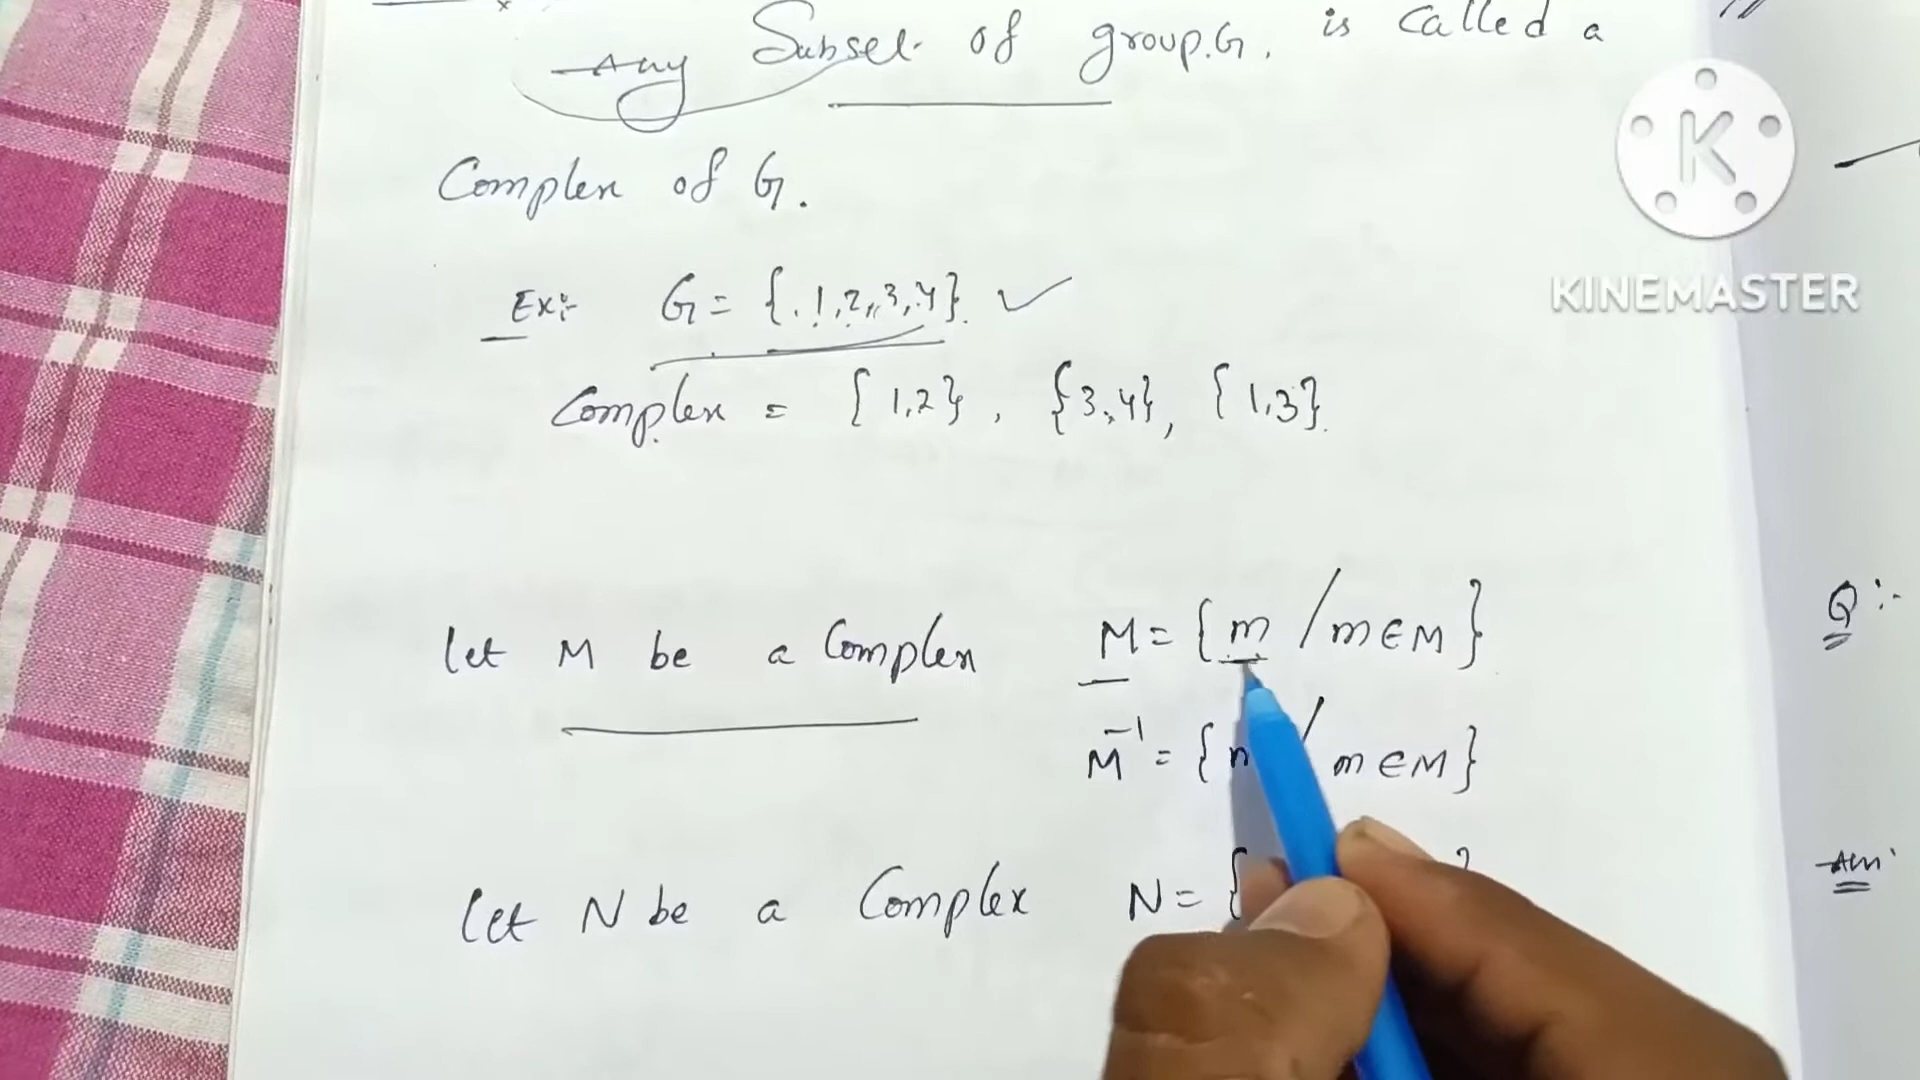 Any Subset of group.G. is called a
Complex of G.
Ex:- G = {.1,2,3,4}.
Complex = {1,2}, {3,4}, {1,3}.
let M be a Complex M = {m / m∈M}
M⁻¹ = { / m∈M}
let N be a Complex N = {
Q:-
Ans:
KINEMASTER